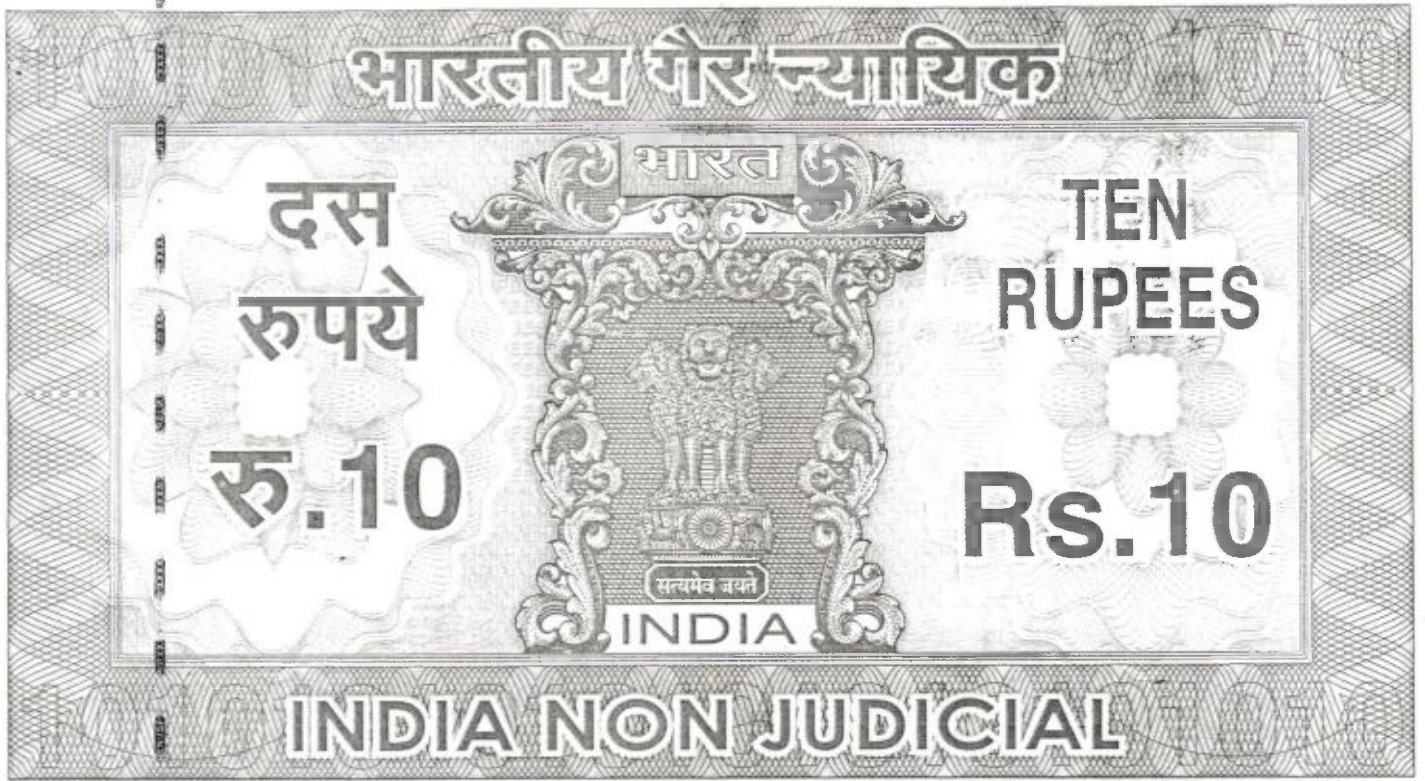 भारतीय गैर न्यायिक
भारत
दस
रुपये
रु.10
TEN
RUPEES
Rs.10
सत्यमेव जयते
INDIA
INDIA NON JUDICIAL